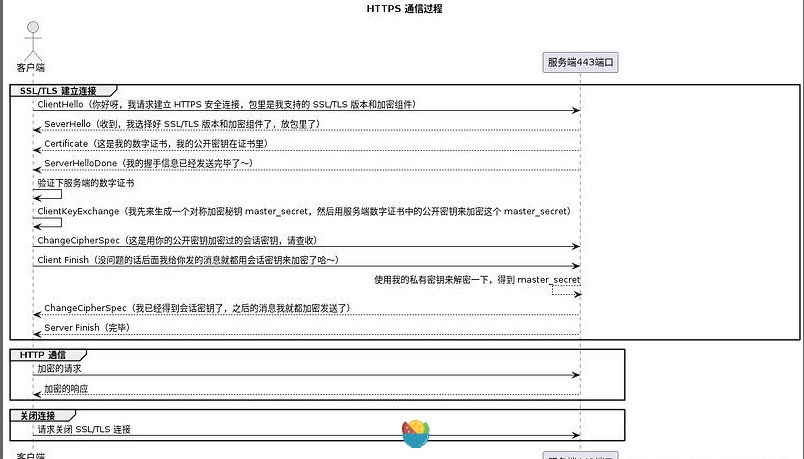 HTTPS 通信过程
客户端
服务端443端口
SSL/TLS 建立连接
ClientHello（你好呀，我请求建立 HTTPS 安全连接，包里是我支持的 SSL/TLS 版本和加密组件）
SeverHello（收到，我选择好 SSL/TLS 版本和加密组件了，放包里了）
Certificate（这是我的数字证书，我的公开密钥在证书里）
ServerHelloDone（我的握手信息已经发送完毕了～）
验证下服务端的数字证书
ClientKeyExchange（我先来生成一个对称加密秘钥 master_secret，然后用服务端数字证书中的公开密钥来加密这个 master_secret）
ChangeCipherSpec（这是用你的公开密钥加密过的会话密钥，请查收）
Client Finish（没问题的话后面我给你发的消息就都用会话密钥来加密了哈～）
使用我的私有密钥来解密一下，得到 master_secret
ChangeCipherSpec（我已经得到会话密钥了，之后的消息我就都加密发送了）
Server Finish（完毕）
HTTP 通信
加密的请求
加密的响应
关闭连接
请求关闭 SSL/TLS 连接
客户端